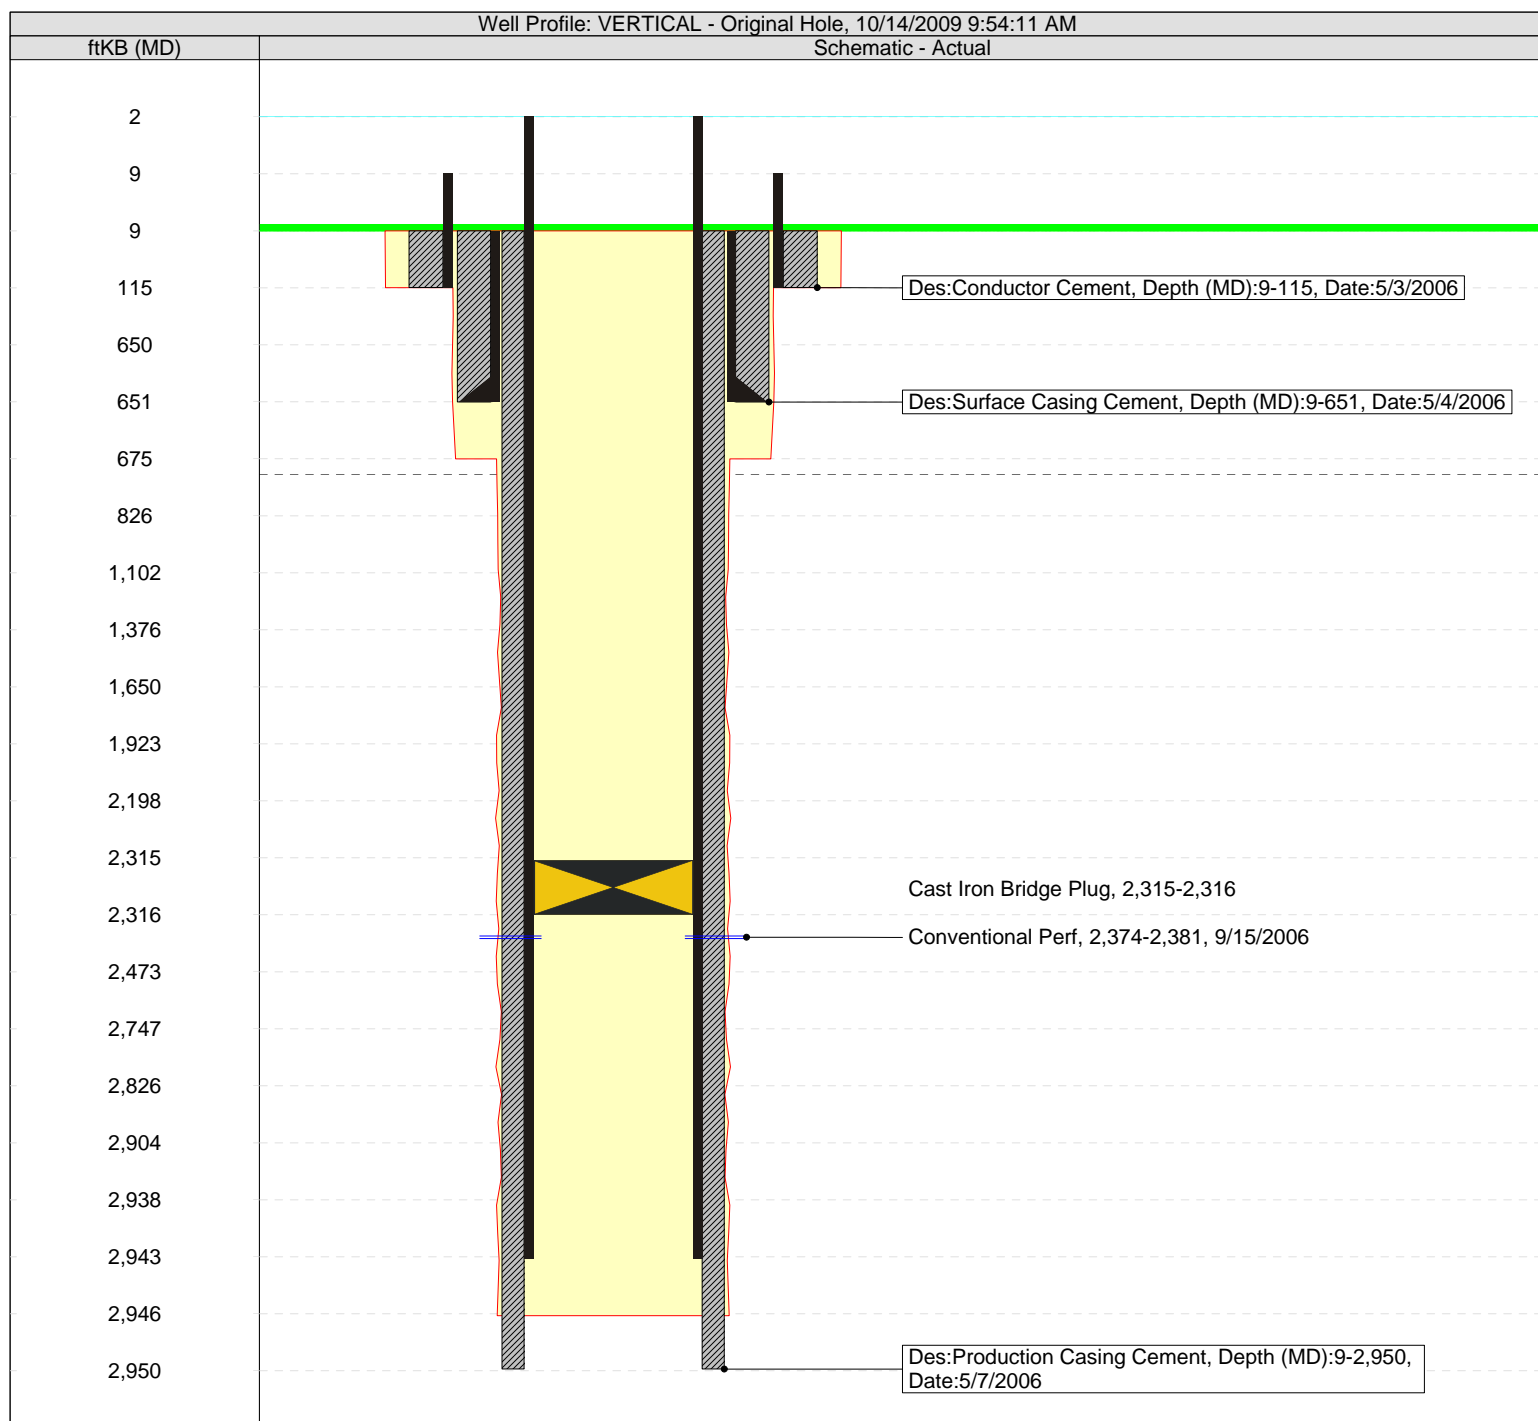 Well Profile: VERTICAL - Original Hole, 10/14/2009 9:54:11 AM
ftKB (MD)
Schematic - Actual
2
9
9
115
Des:Conductor Cement, Depth (MD):9-115, Date:5/3/2006
650
651
Des:Surface Casing Cement, Depth (MD):9-651, Date:5/4/2006
675
826
1,102
1,376
1,650
1,923
2,198
2,315
Cast Iron Bridge Plug, 2,315-2,316
2,316
Conventional Perf, 2,374-2,381, 9/15/2006
2,473
2,747
2,826
2,904
2,938
2,943
2,946
2,950
Des:Production Casing Cement, Depth (MD):9-2,950,
Date:5/7/2006